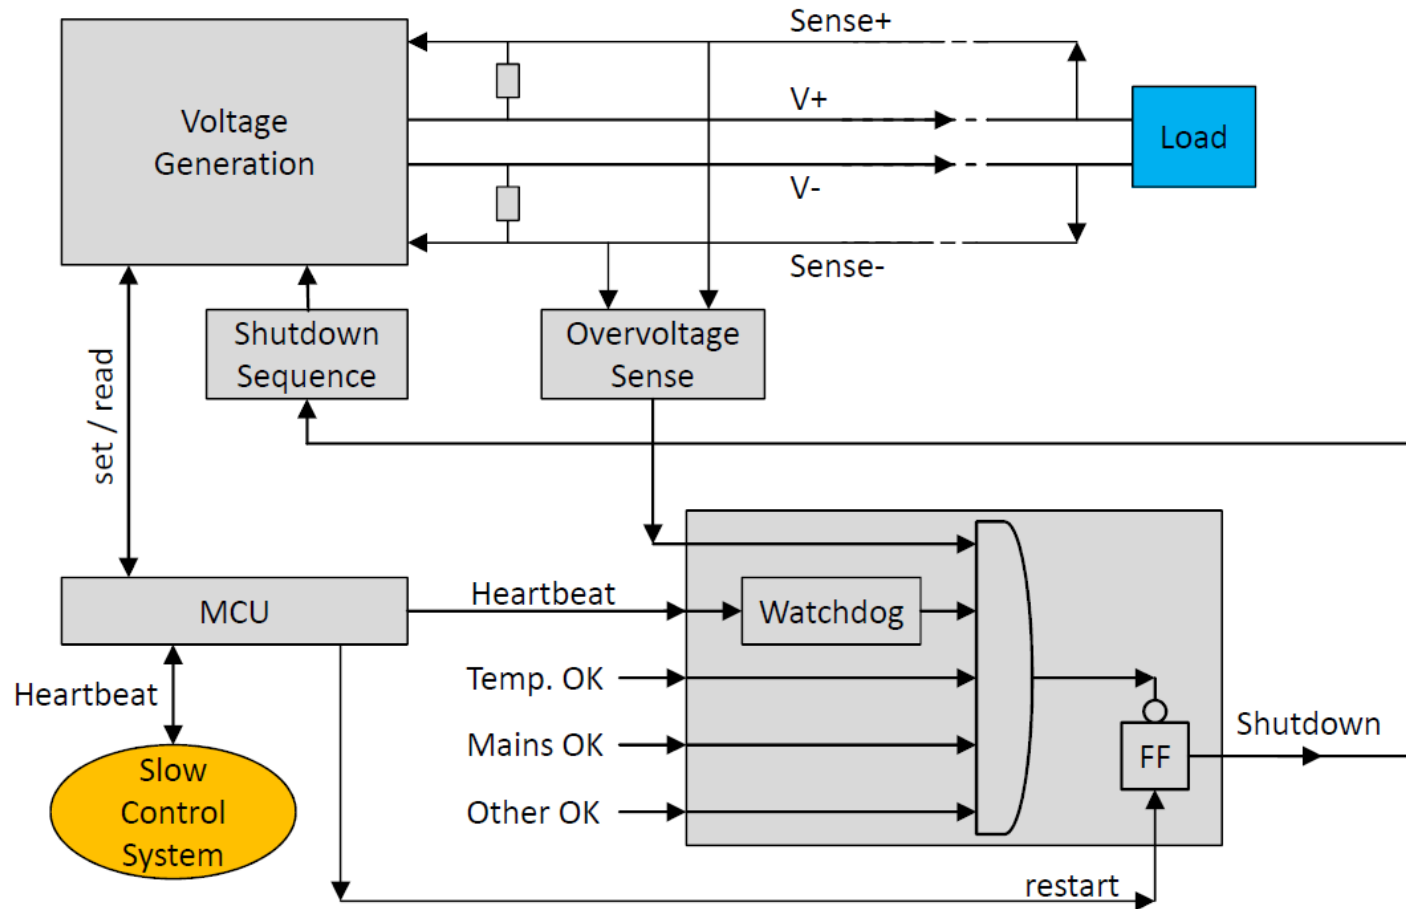 Sense+
Voltage
Generation
V+
Load
V-
Sense-
Shutdown
Sequence
Overvoltage
Sense
set / read
MCU
Heartbeat
Watchdog
Heartbeat
Temp. OK
Mains OK
Other OK
FF
Shutdown
Slow
Control
System
restart